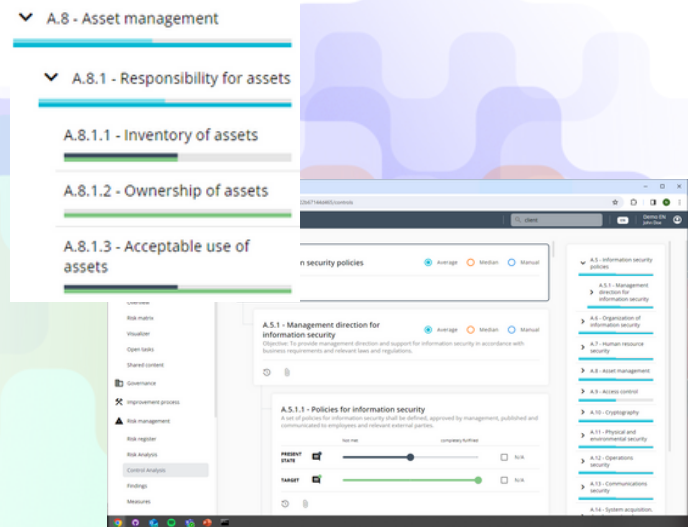 A.8 - Asset management
A.8.1 - Responsibility for assets
A.8.1.1 - Inventory of assets
A.8.1.2 - Ownership of assets
A.8.1.3 - Acceptable use of
assets
/controls
client
EN
Demo EN
John Doe
n security policies
Average
Median
Manual
Risk matrix
Visualizer
Open tasks
Shared content
Governance
Improvement process
Risk management
Risk register
Risk Analysis
Control Analysis
Findings
Measures
A.5.1 - Management direction for
information security
Average
Median
Manual
Objective: To provide management direction and support for information security in accordance with
business requirements and relevant laws and regulations.
A.5.1.1 - Policies for information security
A set of policies for information security shall be defined, approved by management, published and
communicated to employees and relevant external parties.
Not met
completely fulfilled
PRESENT
STATE
N/A
TARGET
N/A
A.5 - Information security
policies
A.5.1 - Management
direction for
information security
A.6 - Organization of
information security
A.7 - Human resource
security
A.8 - Asset management
A.9 - Access control
A.10 - Cryptography
A.11 - Physical and
environmental security
A.12 - Operations
security
A.13 - Communications
security
A.14 - System acquisition,